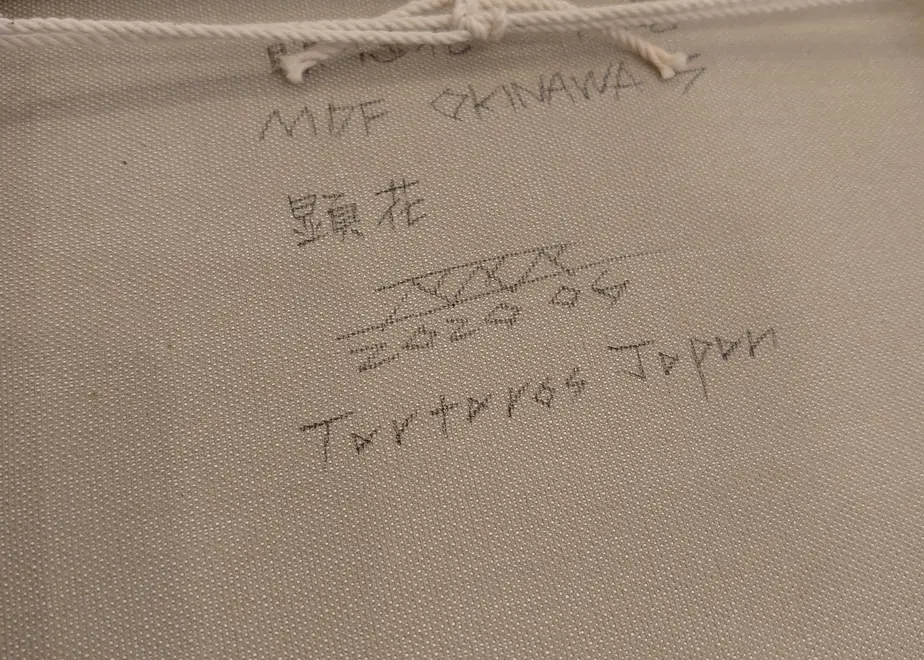 MDF OKINAWA S
顕花
2020 06
Tartaros Japan